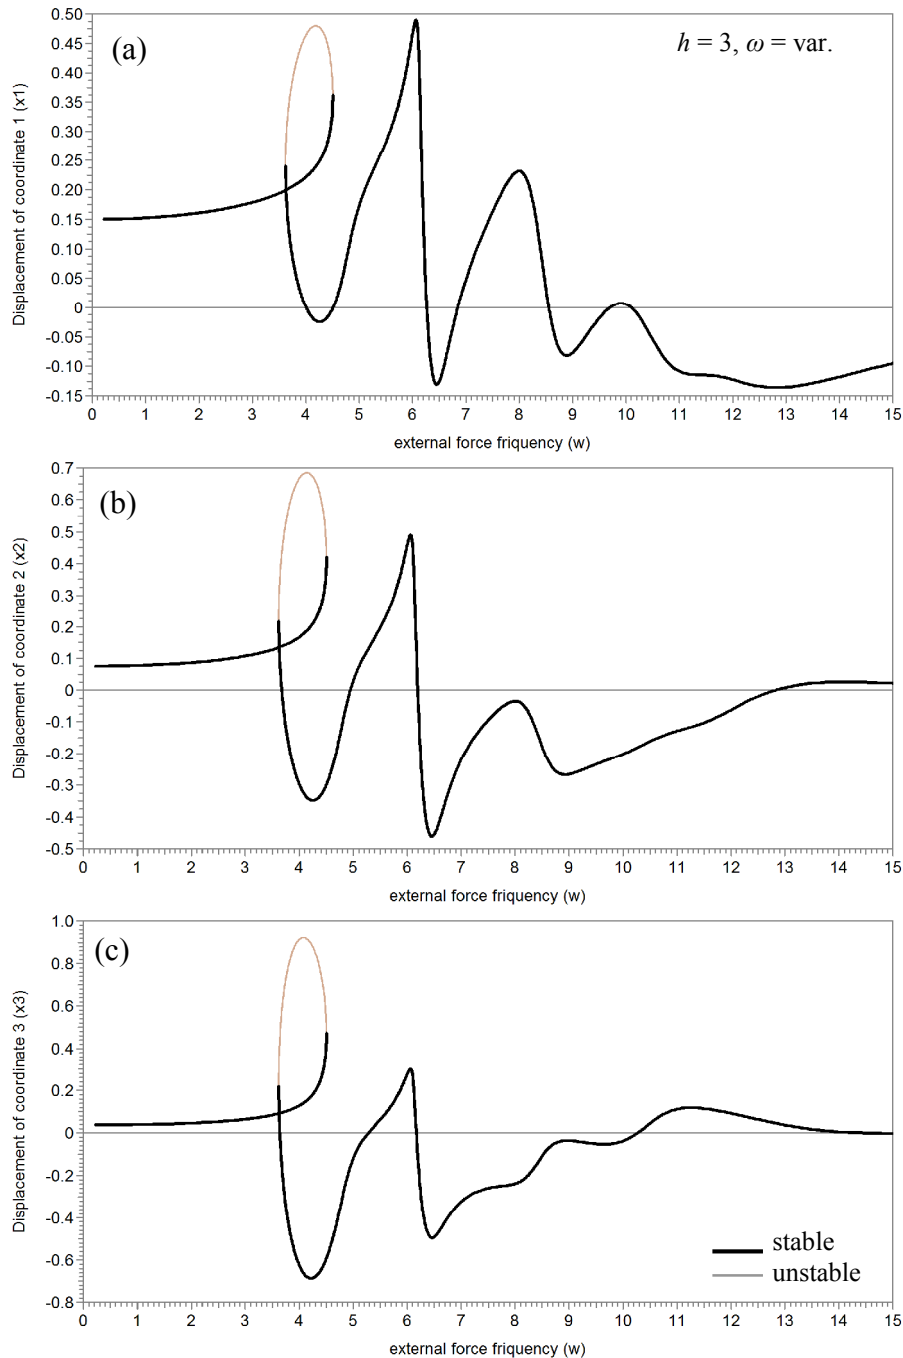 (a)
h = 3, ω = var.
Displacement of coordinate 1 (x1)
0.50
0.45
0.40
0.35
0.30
0.25
0.20
0.15
0.10
0.05
0
-0.05
-0.10
-0.15
0 1 2 3 4 5 6 7 8 9 10 11 12 13 14 15
external force friquency (w)
(b)
Displacement of coordinate 2 (x2)
0.7
0.6
0.5
0.4
0.3
0.2
0.1
0
-0.1
-0.2
-0.3
-0.4
-0.5
0 1 2 3 4 5 6 7 8 9 10 11 12 13 14 15
external force friquency (w)
(c)
Displacement of coordinate 3 (x3)
1.0
0.8
0.6
0.4
0.2
0
-0.2
-0.4
-0.6
-0.8
stable
unstable
0 1 2 3 4 5 6 7 8 9 10 11 12 13 14 15
external force friquency (w)